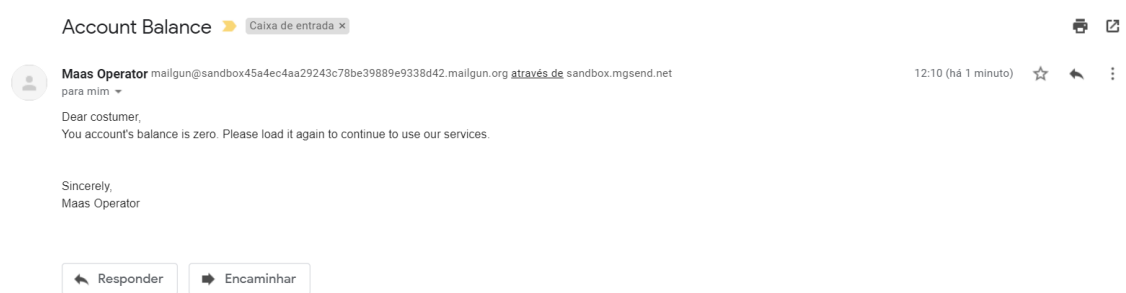 Account Balance Caixa de entrada ×
Maas Operator mailgun@sandbox45a4ec4aa29243c78be39889e9338d42.mailgun.org através de sandbox.mgsend.net 12:10 (há 1 minuto)
para mim
Dear costumer,
You account's balance is zero. Please load it again to continue to use our services.
Sincerely,
Maas Operator
Responder Encaminhar